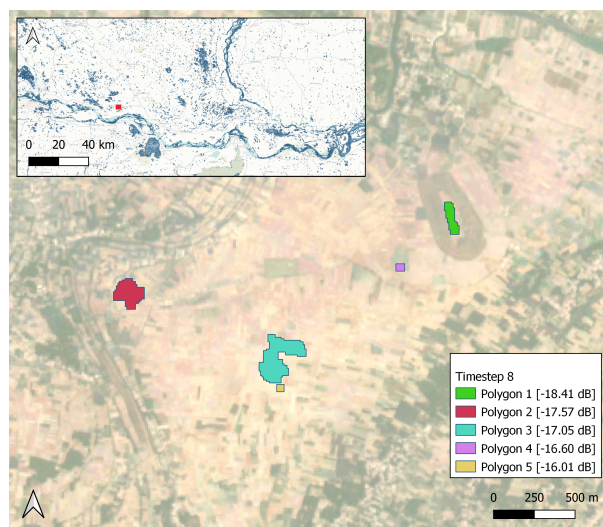 0 20 40 km
Timestep 8
Polygon 1 [-18.41 dB]
Polygon 2 [-17.57 dB]
Polygon 3 [-17.05 dB]
Polygon 4 [-16.60 dB]
Polygon 5 [-16.01 dB]
0 250 500 m